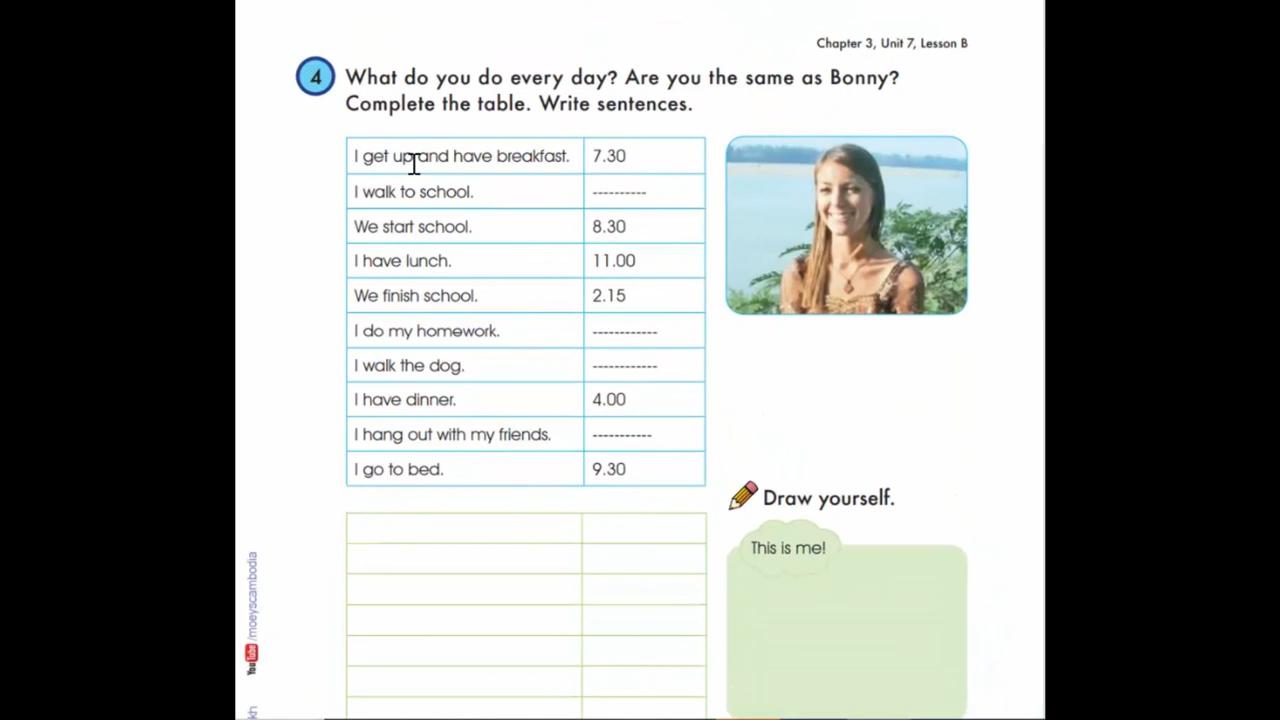 Chapter 3, Unit 7, Lesson B
4 What do you do every day? Are you the same as Bonny?
Complete the table. Write sentences.
I get up and have breakfast. 7.30
I walk to school. ----------
We start school. 8.30
I have lunch. 11.00
We finish school. 2.15
I do my homework. ------------
I walk the dog. ------------
I have dinner. 4.00
I hang out with my friends. -----------
I go to bed. 9.30
Draw yourself.
This is me!
YouTube /moeyscambodia
kh